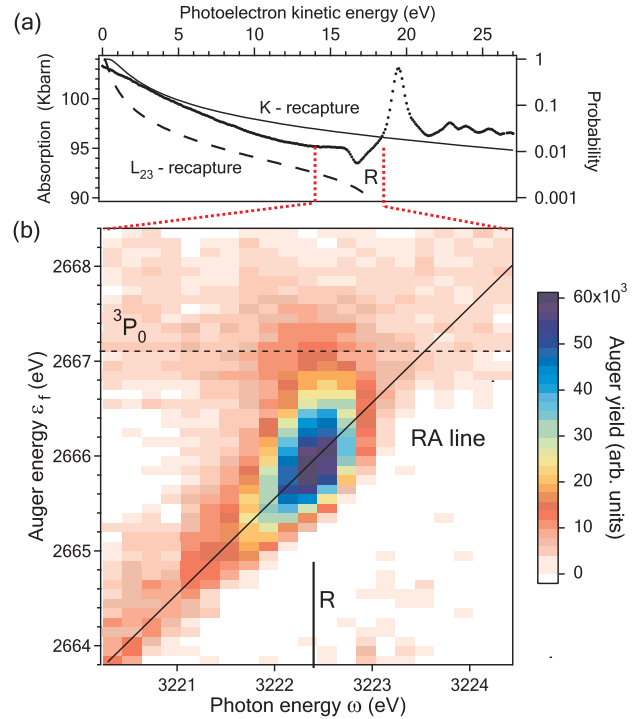 (a)
Photoelectron kinetic energy (eV)
0 5 10 15 20 25
Absorption (Kbarn)
100
95
90
K - recapture
L23 - recapture
R
1
0.1
0.01
0.001
Probability
(b)
2668
2667
2666
2665
2664
Auger energy εf (eV)
3P0
RA line
R
3221 3222 3223 3224
Photon energy ω (eV)
60x10³
50
40
30
20
10
0
Auger yield (arb. units)